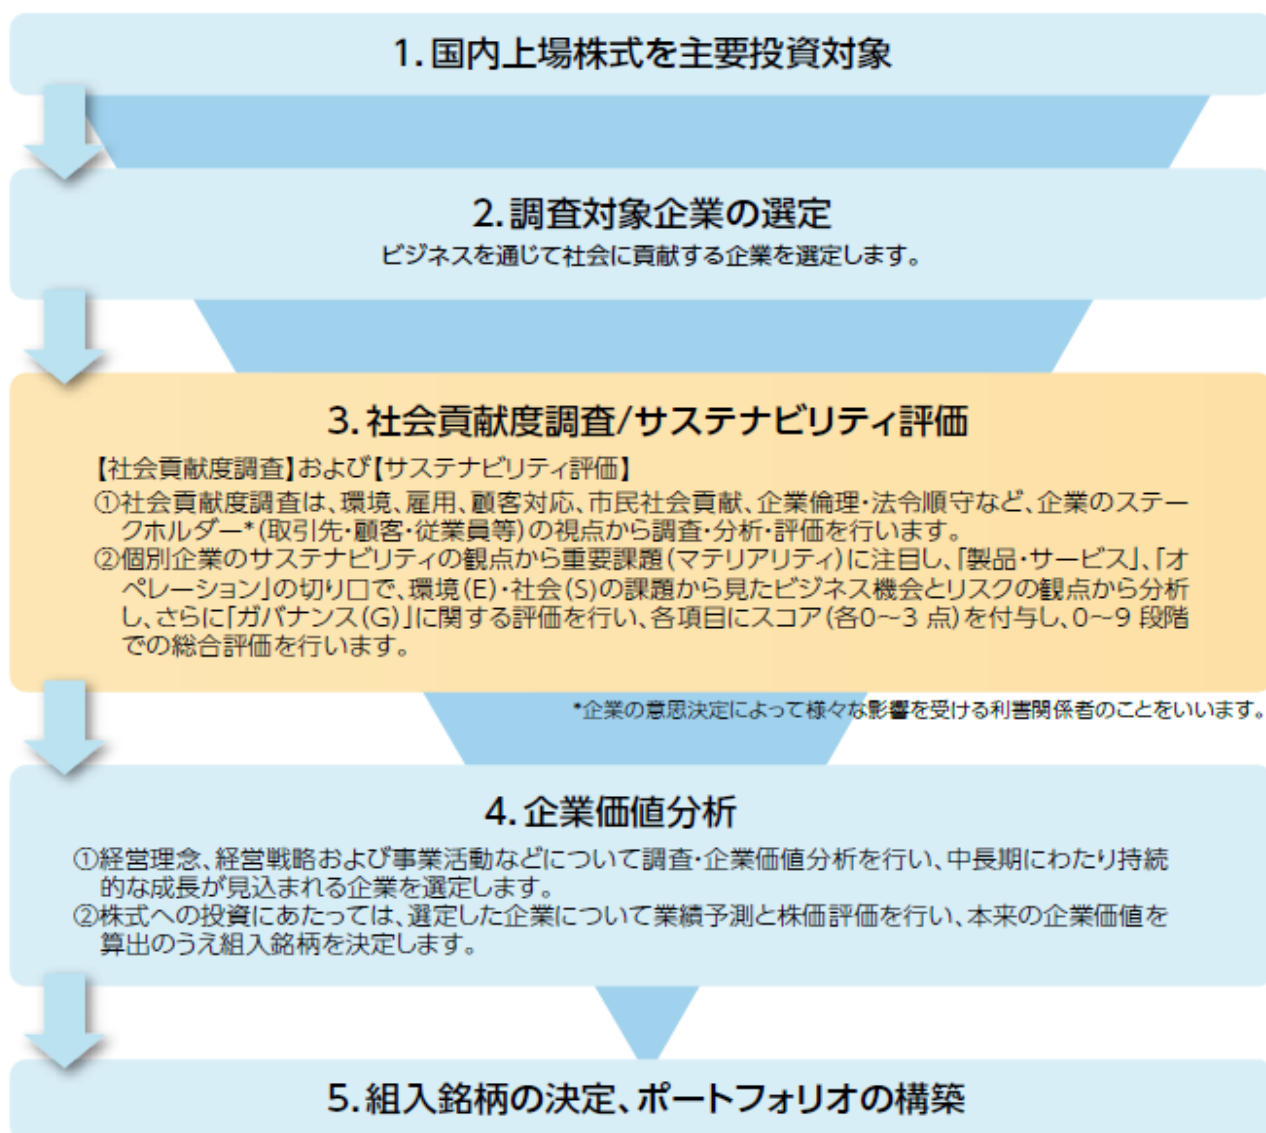 1.国内上場株式を主要投資対象
2.調査対象企業の選定
ビジネスを通じて社会に貢献する企業を選定します。
3.社会貢献度調査/サステナビリティ評価
【社会貢献度調査】および【サステナビリティ評価】
①社会貢献度調査は、環境、雇用、顧客対応、市民社会貢献、企業倫理・法令順守など、企業のステー
クホルダー*(取引先・顧客・従業員等)の視点から調査・分析・評価を行います。
②個別企業のサステナビリティの観点から重要課題(マテリアリティ)に注目し、「製品・サービス」、「オ
ペレーション」の切り口で、環境(E)・社会(S)の課題から見たビジネス機会とリスクの観点から分析
し、さらに「ガバナンス(G)」に関する評価を行い、各項目にスコア(各0～3 点)を付与し、0～9 段階
での総合評価を行います。
*企業の意思決定によって様々な影響を受ける利害関係者のことをいいます。
4.企業価値分析
①経営理念、経営戦略および事業活動などについて調査・企業価値分析を行い、中長期にわたり持続
的な成長が見込まれる企業を選定します。
②株式への投資にあたっては、選定した企業について業績予測と株価評価を行い、本来の企業価値を
算出のうえ組入銘柄を決定します。
5.組入銘柄の決定、ポートフォリオの構築